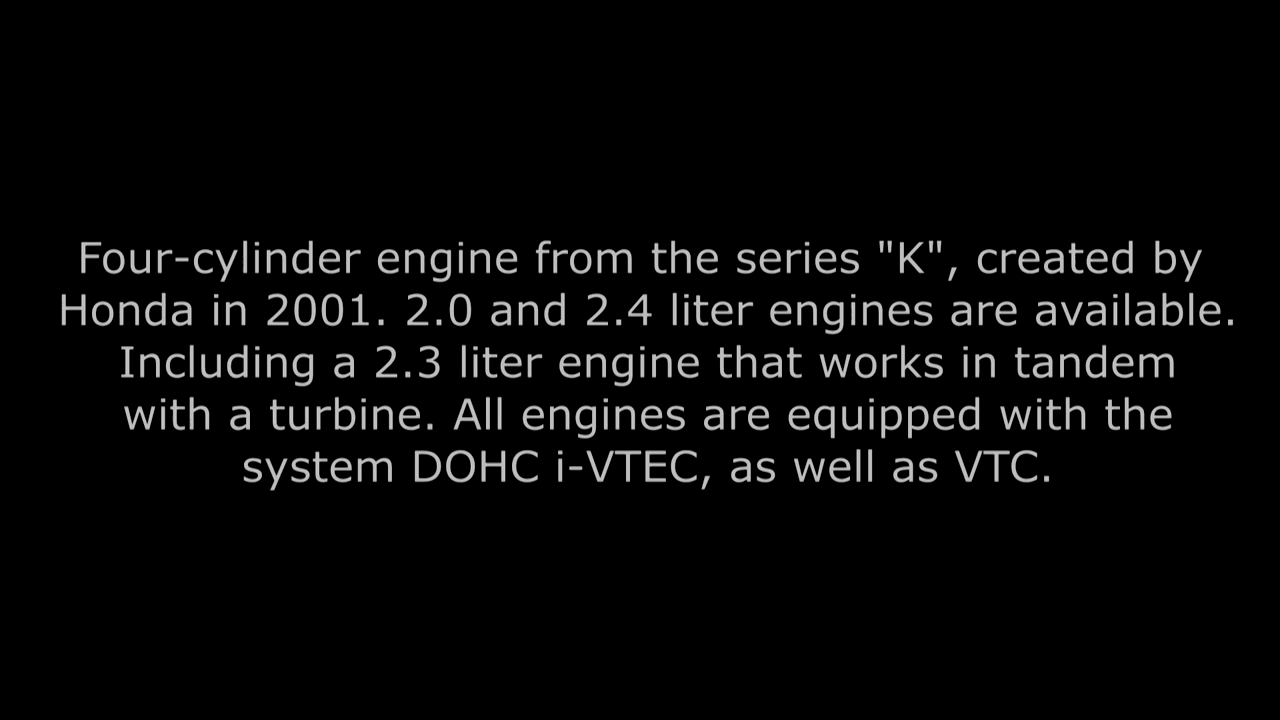 Four-cylinder engine from the series "K", created by
Honda in 2001. 2.0 and 2.4 liter engines are available.
Including a 2.3 liter engine that works in tandem
with a turbine. All engines are equipped with the
system DOHC i-VTEC, as well as VTC.